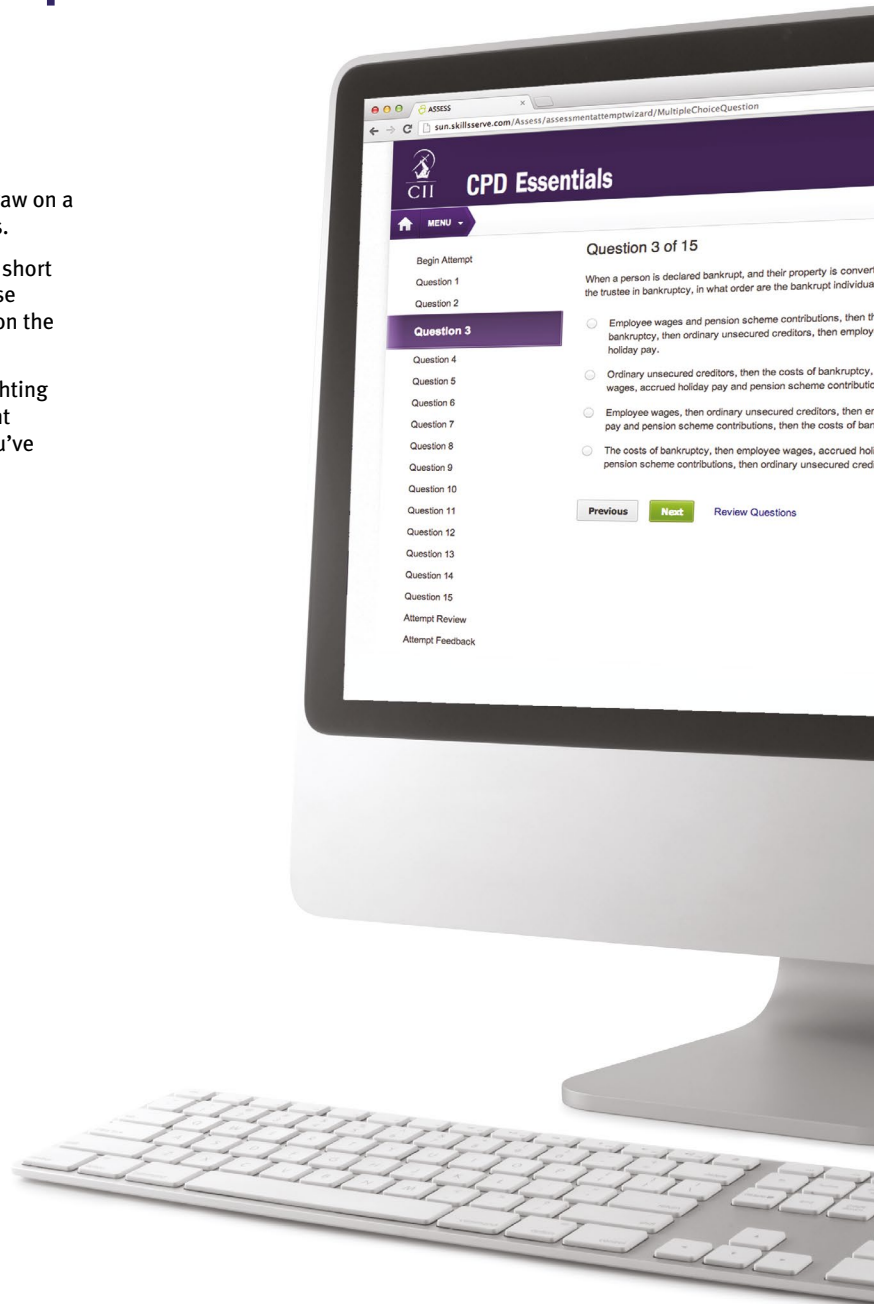 aw on a
s.
short
se
on the
hting
nt
u've
ASSESS
sun.skillsserve.com/Assess/assessmentattemptwizard/MultipleChoiceQuestion
CII
CPD Essentials
MENU
Begin Attempt
Question 1
Question 2
Question 3
Question 4
Question 5
Question 6
Question 7
Question 8
Question 9
Question 10
Question 11
Question 12
Question 13
Question 14
Question 15
Attempt Review
Attempt Feedback
Question 3 of 15
When a person is declared bankrupt, and their property is convert
the trustee in bankruptcy, in what order are the bankrupt individua
Employee wages and pension scheme contributions, then th
bankruptcy, then ordinary unsecured creditors, then employ
holiday pay.
Ordinary unsecured creditors, then the costs of bankruptcy,
wages, accrued holiday pay and pension scheme contributio
Employee wages, then ordinary unsecured creditors, then em
pay and pension scheme contributions, then the costs of ban
The costs of bankruptcy, then employee wages, accrued holi
pension scheme contributions, then ordinary unsecured credi
Previous
Next
Review Questions